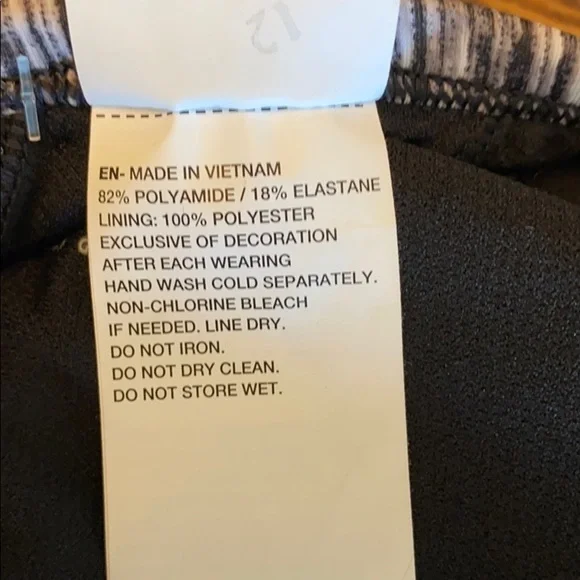 12
EN- MADE IN VIETNAM
82% POLYAMIDE / 18% ELASTANE
LINING: 100% POLYESTER
EXCLUSIVE OF DECORATION
AFTER EACH WEARING
HAND WASH COLD SEPARATELY.
NON-CHLORINE BLEACH
IF NEEDED. LINE DRY.
DO NOT IRON.
DO NOT DRY CLEAN.
DO NOT STORE WET.